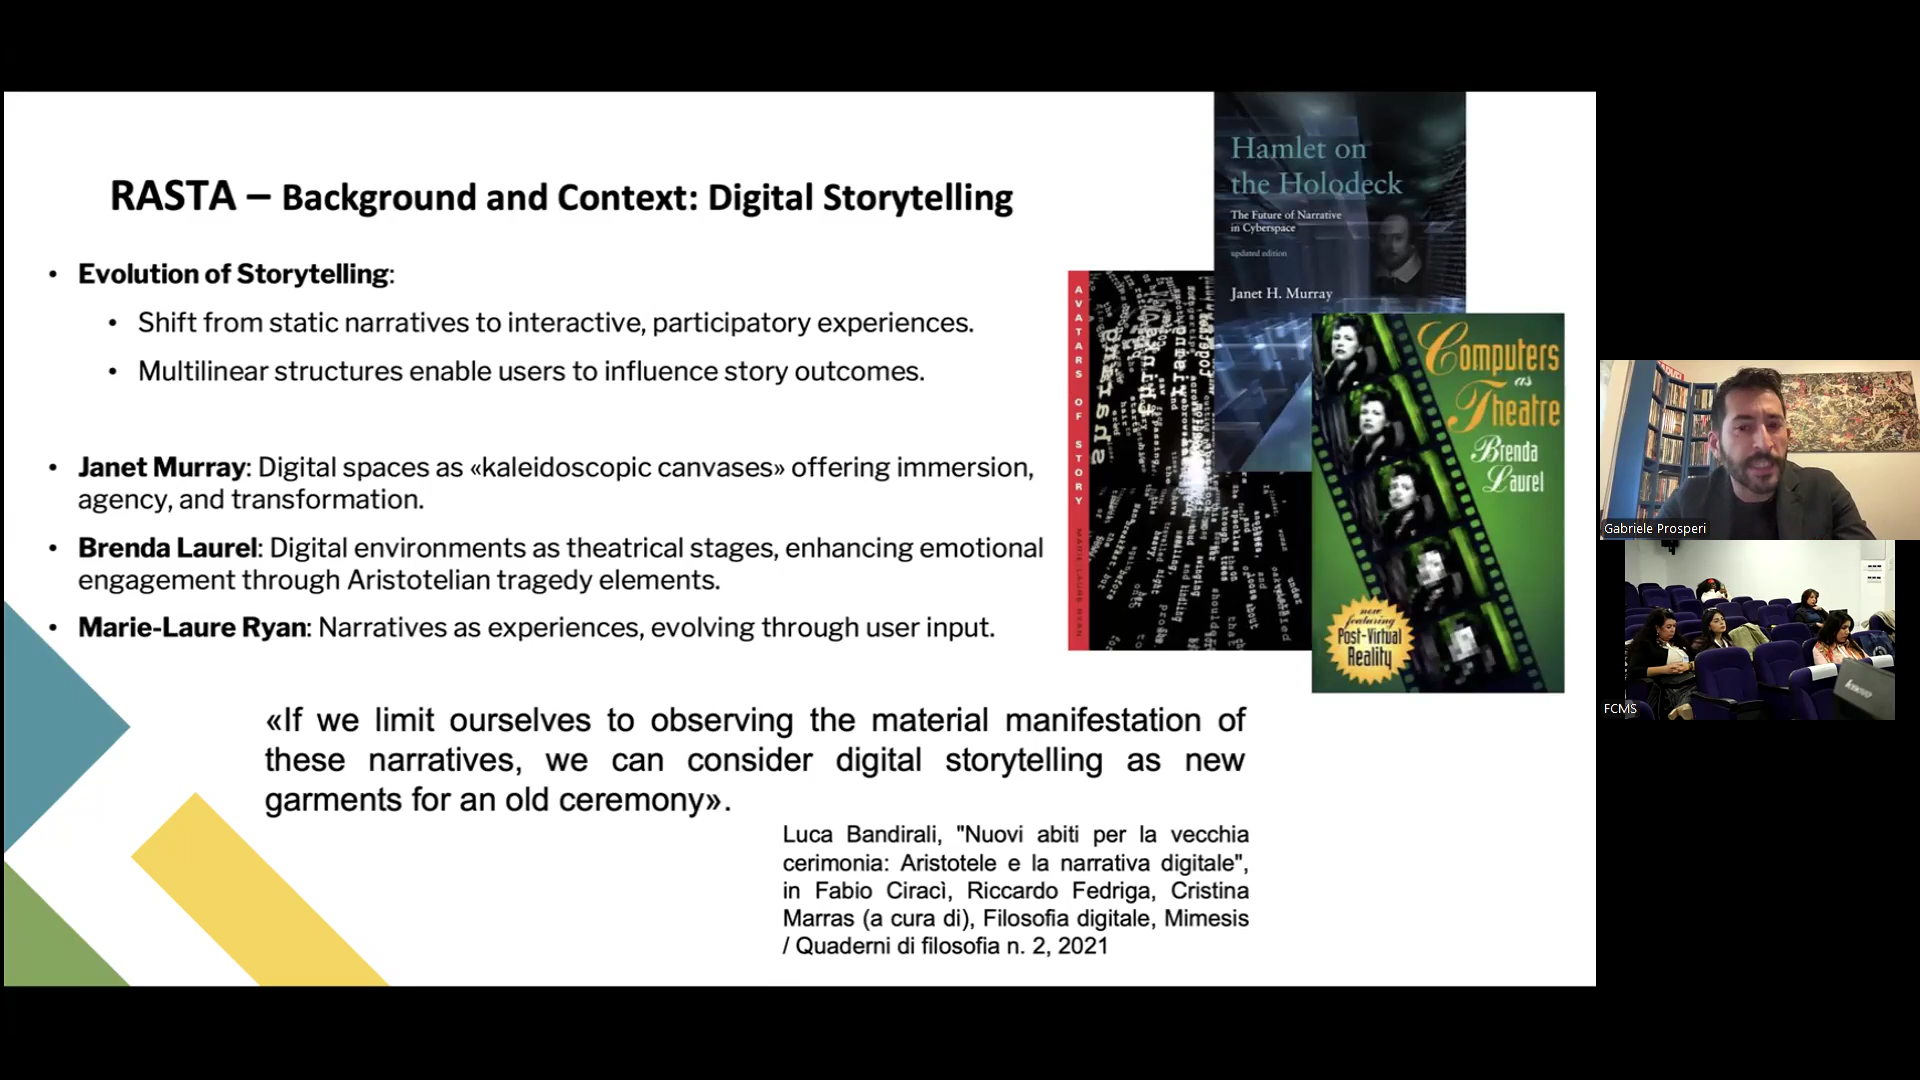 RASTA – Background and Context: Digital Storytelling
• Evolution of Storytelling:
• Shift from static narratives to interactive, participatory experiences.
• Multilinear structures enable users to influence story outcomes.
• Janet Murray: Digital spaces as «kaleidoscopic canvases» offering immersion,
agency, and transformation.
• Brenda Laurel: Digital environments as theatrical stages, enhancing emotional
engagement through Aristotelian tragedy elements.
• Marie-Laure Ryan: Narratives as experiences, evolving through user input.
«If we limit ourselves to observing the material manifestation of
these narratives, we can consider digital storytelling as new
garments for an old ceremony».
Luca Bandirali, "Nuovi abiti per la vecchia
cerimonia: Aristotele e la narrativa digitale",
in Fabio Ciracì, Riccardo Fedriga, Cristina
Marras (a cura di), Filosofia digitale, Mimesis
/ Quaderni di filosofia n. 2, 2021
Hamlet on
the Holodeck
The Future of Narrative
in Cyberspace
updated edition
Janet H. Murray
AVATARS OF STORY
MARIE-LAURE RYAN
Computers
as
Theatre
Brenda
Laurel
new
featuring
Post-Virtual
Reality
Gabriele Prosperi
FCMS
lenovo